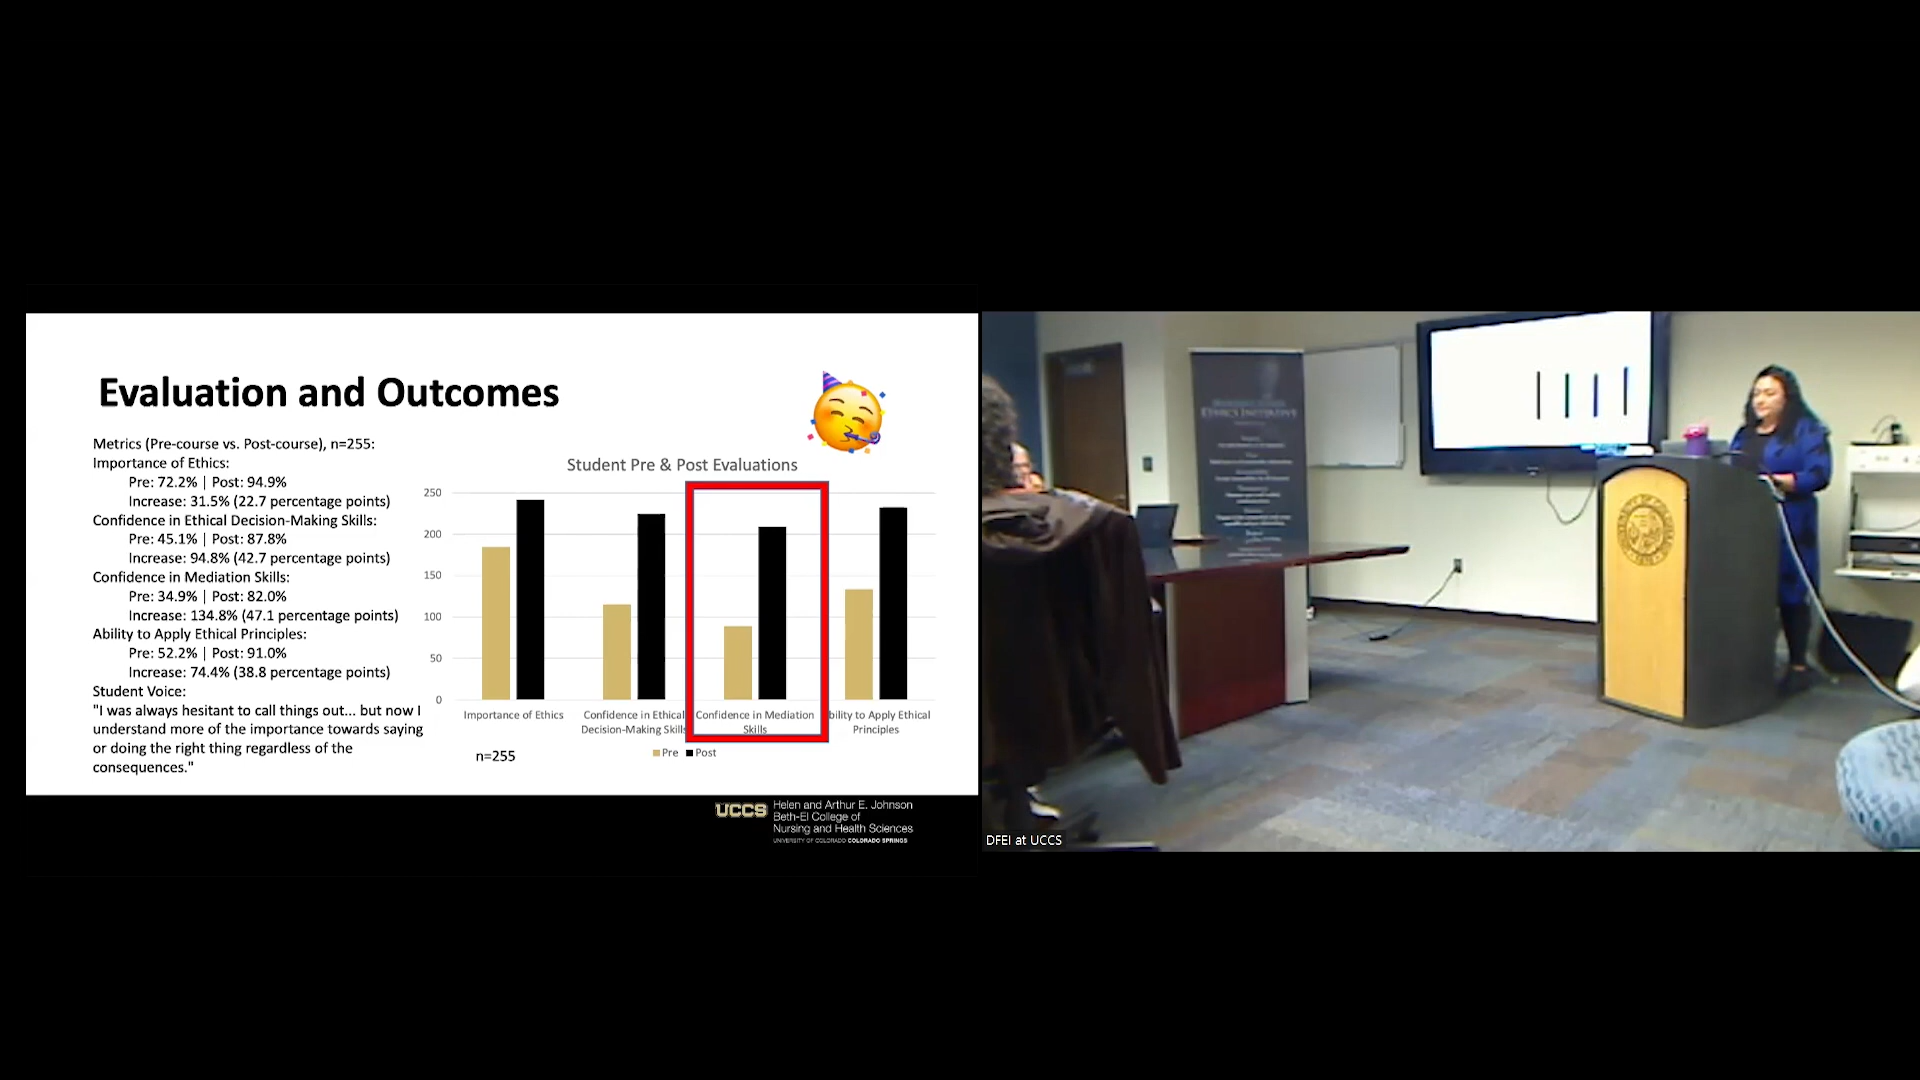 Evaluation and Outcomes
Metrics (Pre-course vs. Post-course), n=255:
Importance of Ethics:
Pre: 72.2% | Post: 94.9%
Increase: 31.5% (22.7 percentage points)
Confidence in Ethical Decision-Making Skills:
Pre: 45.1% | Post: 87.8%
Increase: 94.8% (42.7 percentage points)
Confidence in Mediation Skills:
Pre: 34.9% | Post: 82.0%
Increase: 134.8% (47.1 percentage points)
Ability to Apply Ethical Principles:
Pre: 52.2% | Post: 91.0%
Increase: 74.4% (38.8 percentage points)
Student Voice:
"I was always hesitant to call things out... but now I
understand more of the importance towards saying
or doing the right thing regardless of the
consequences."
Student Pre & Post Evaluations
250
200
150
100
50
0
Importance of Ethics
Confidence in Ethical
Decision-Making Skills
Confidence in Mediation
Skills
bility to Apply Ethical
Principles
Pre Post
n=255
UCCS
Helen and Arthur E. Johnson
Beth-El College of
Nursing and Health Sciences
UNIVERSITY OF COLORADO COLORADO SPRINGS
ETHICS INITIATIVE
DFEI at UCCS